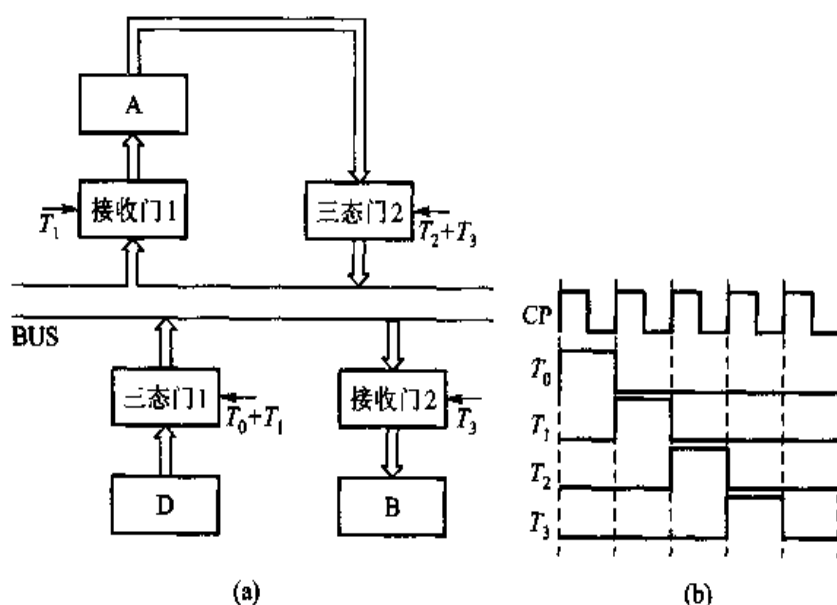 A
接收门1
T₁
三态门2
T₂+T₃
BUS
三态门1
T₀+T₁
接收门2
T₃
D
B
(a)
CP
T₀
T₁
T₂
T₃
(b)